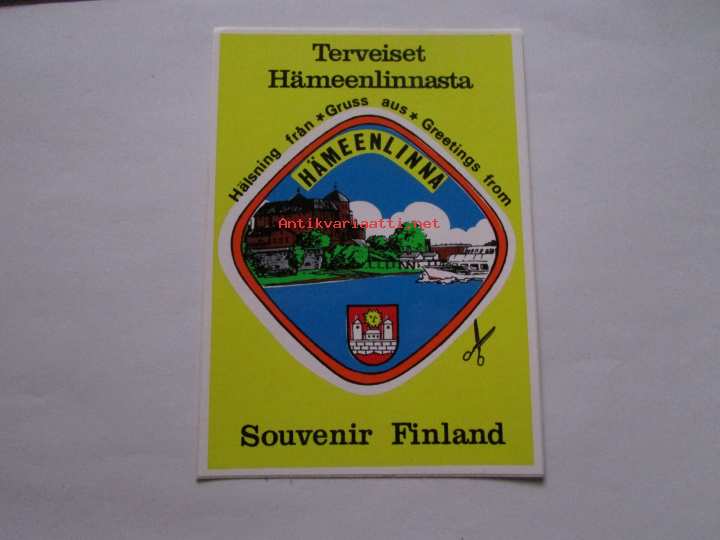 Terveiset
Hämeenlinnasta
Hälsning från * Gruss aus * Greetings from
HÄMEENLINNA
Antikvariaatti.net
Souvenir Finland